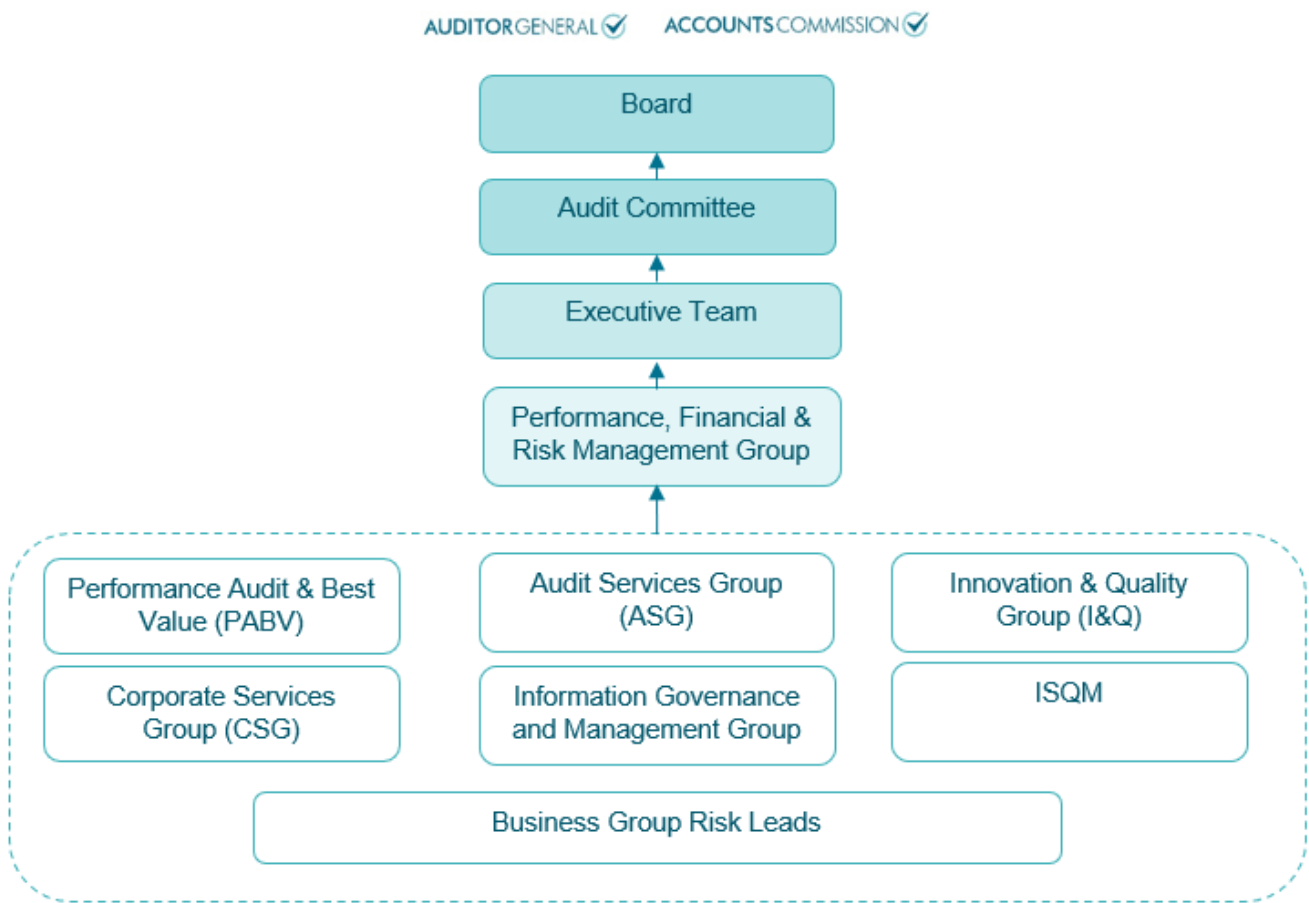 AUDITORGENERAL ACCOUNTSCOMMISSION
Board
Audit Committee
Executive Team
Performance, Financial &
Risk Management Group
Performance Audit & Best
Value (PABV)
Audit Services Group
(ASG)
Innovation & Quality
Group (I&Q)
Corporate Services
Group (CSG)
Information Governance
and Management Group
ISQM
Business Group Risk Leads